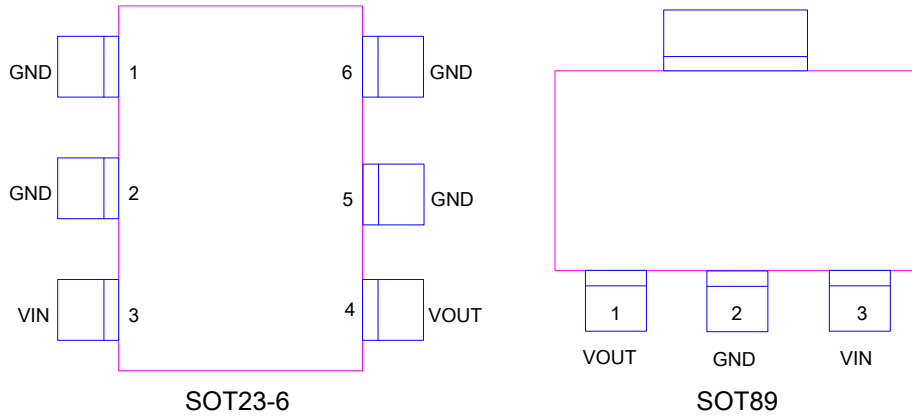 GND 1 6 GND
GND 2 5 GND
VIN 3 4 VOUT
SOT23-6
1 2 3
VOUT GND VIN
SOT89